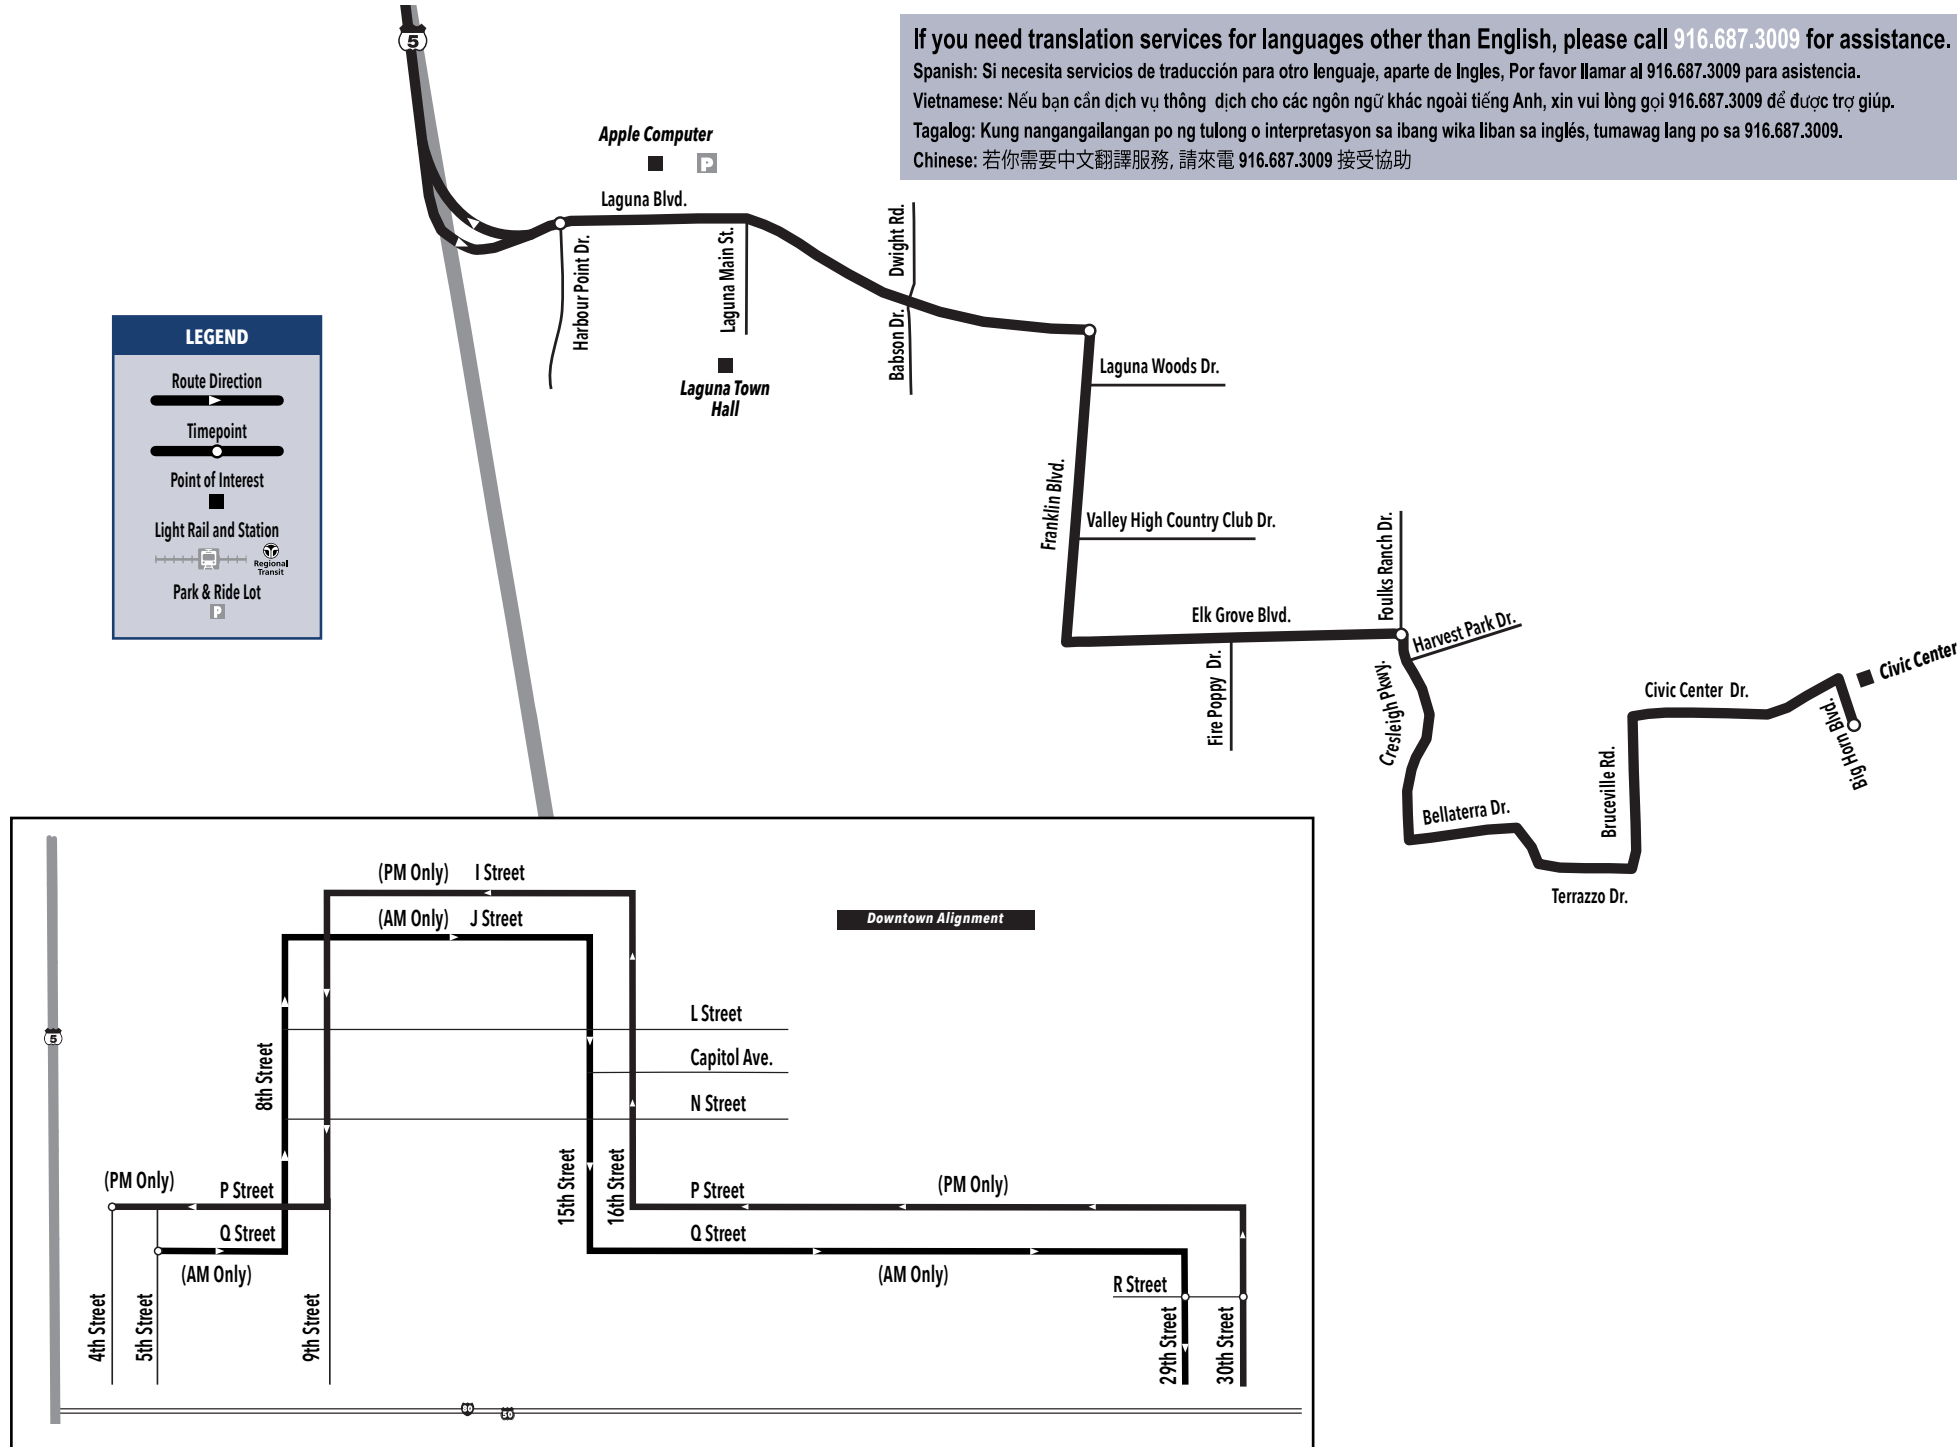 5
If you need translation services for languages other than English, please call 916.687.3009 for assistance.
Spanish: Si necesita servicios de traducción para otro lenguaje, aparte de Ingles, Por favor llamar al 916.687.3009 para asistencia.
Vietnamese: Nếu bạn cần dịch vụ thông dịch cho các ngôn ngữ khác ngoài tiếng Anh, xin vui lòng gọi 916.687.3009 để được trợ giúp.
Tagalog: Kung nangangailangan po ng tulong o interpretasyon sa ibang wika liban sa inglés, tumawag lang po sa 916.687.3009.
Chinese: 若你需要中文翻譯服務, 請來電 916.687.3009 接受協助
Apple Computer
P
Laguna Blvd.
Harbour Point Dr.
Laguna Main St.
Dwight Rd.
Babson Dr.
Laguna Town
Hall
Laguna Woods Dr.
Franklin Blvd.
Valley High Country Club Dr.
Elk Grove Blvd.
Foulks Ranch Dr.
Harvest Park Dr.
Fire Poppy Dr.
Cresleigh Pkwy.
Bellaterra Dr.
Terrazzo Dr.
Bruceville Rd.
Civic Center Dr.
Civic Center
Big Horn Blvd.
LEGEND
Route Direction
Timepoint
Point of Interest
Light Rail and Station
Regional
Transit
Park & Ride Lot
P
(PM Only) I Street
(AM Only) J Street
Downtown Alignment
5
L Street
Capitol Ave.
N Street
8th Street
15th Street
16th Street
(PM Only)
P Street
P Street
(PM Only)
Q Street
Q Street
(AM Only)
(AM Only)
R Street
4th Street
5th Street
9th Street
29th Street
30th Street
80
50